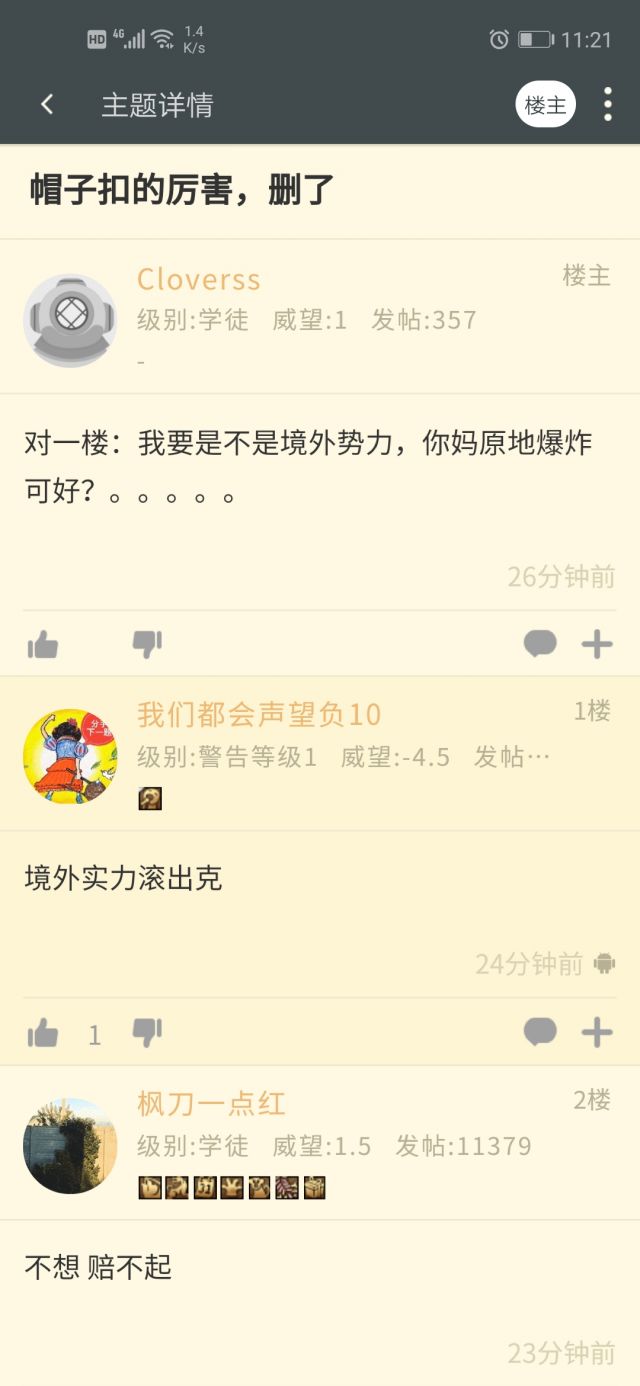 HD 4G 1.4 K/s 11:21
主题详情 楼主
帽子扣的厉害，删了
Cloverss 楼主
级别:学徒 威望:1 发帖:357
-
对一楼：我要是不是境外势力，你妈原地爆炸
可好？。。。。。
26分钟前
我们都会声望负10 1楼
级别:警告等级1 威望:-4.5 发帖…
境外实力滚出克
24分钟前
1
枫刀一点红 2楼
级别:学徒 威望:1.5 发帖:11379
不想 赔不起
23分钟前